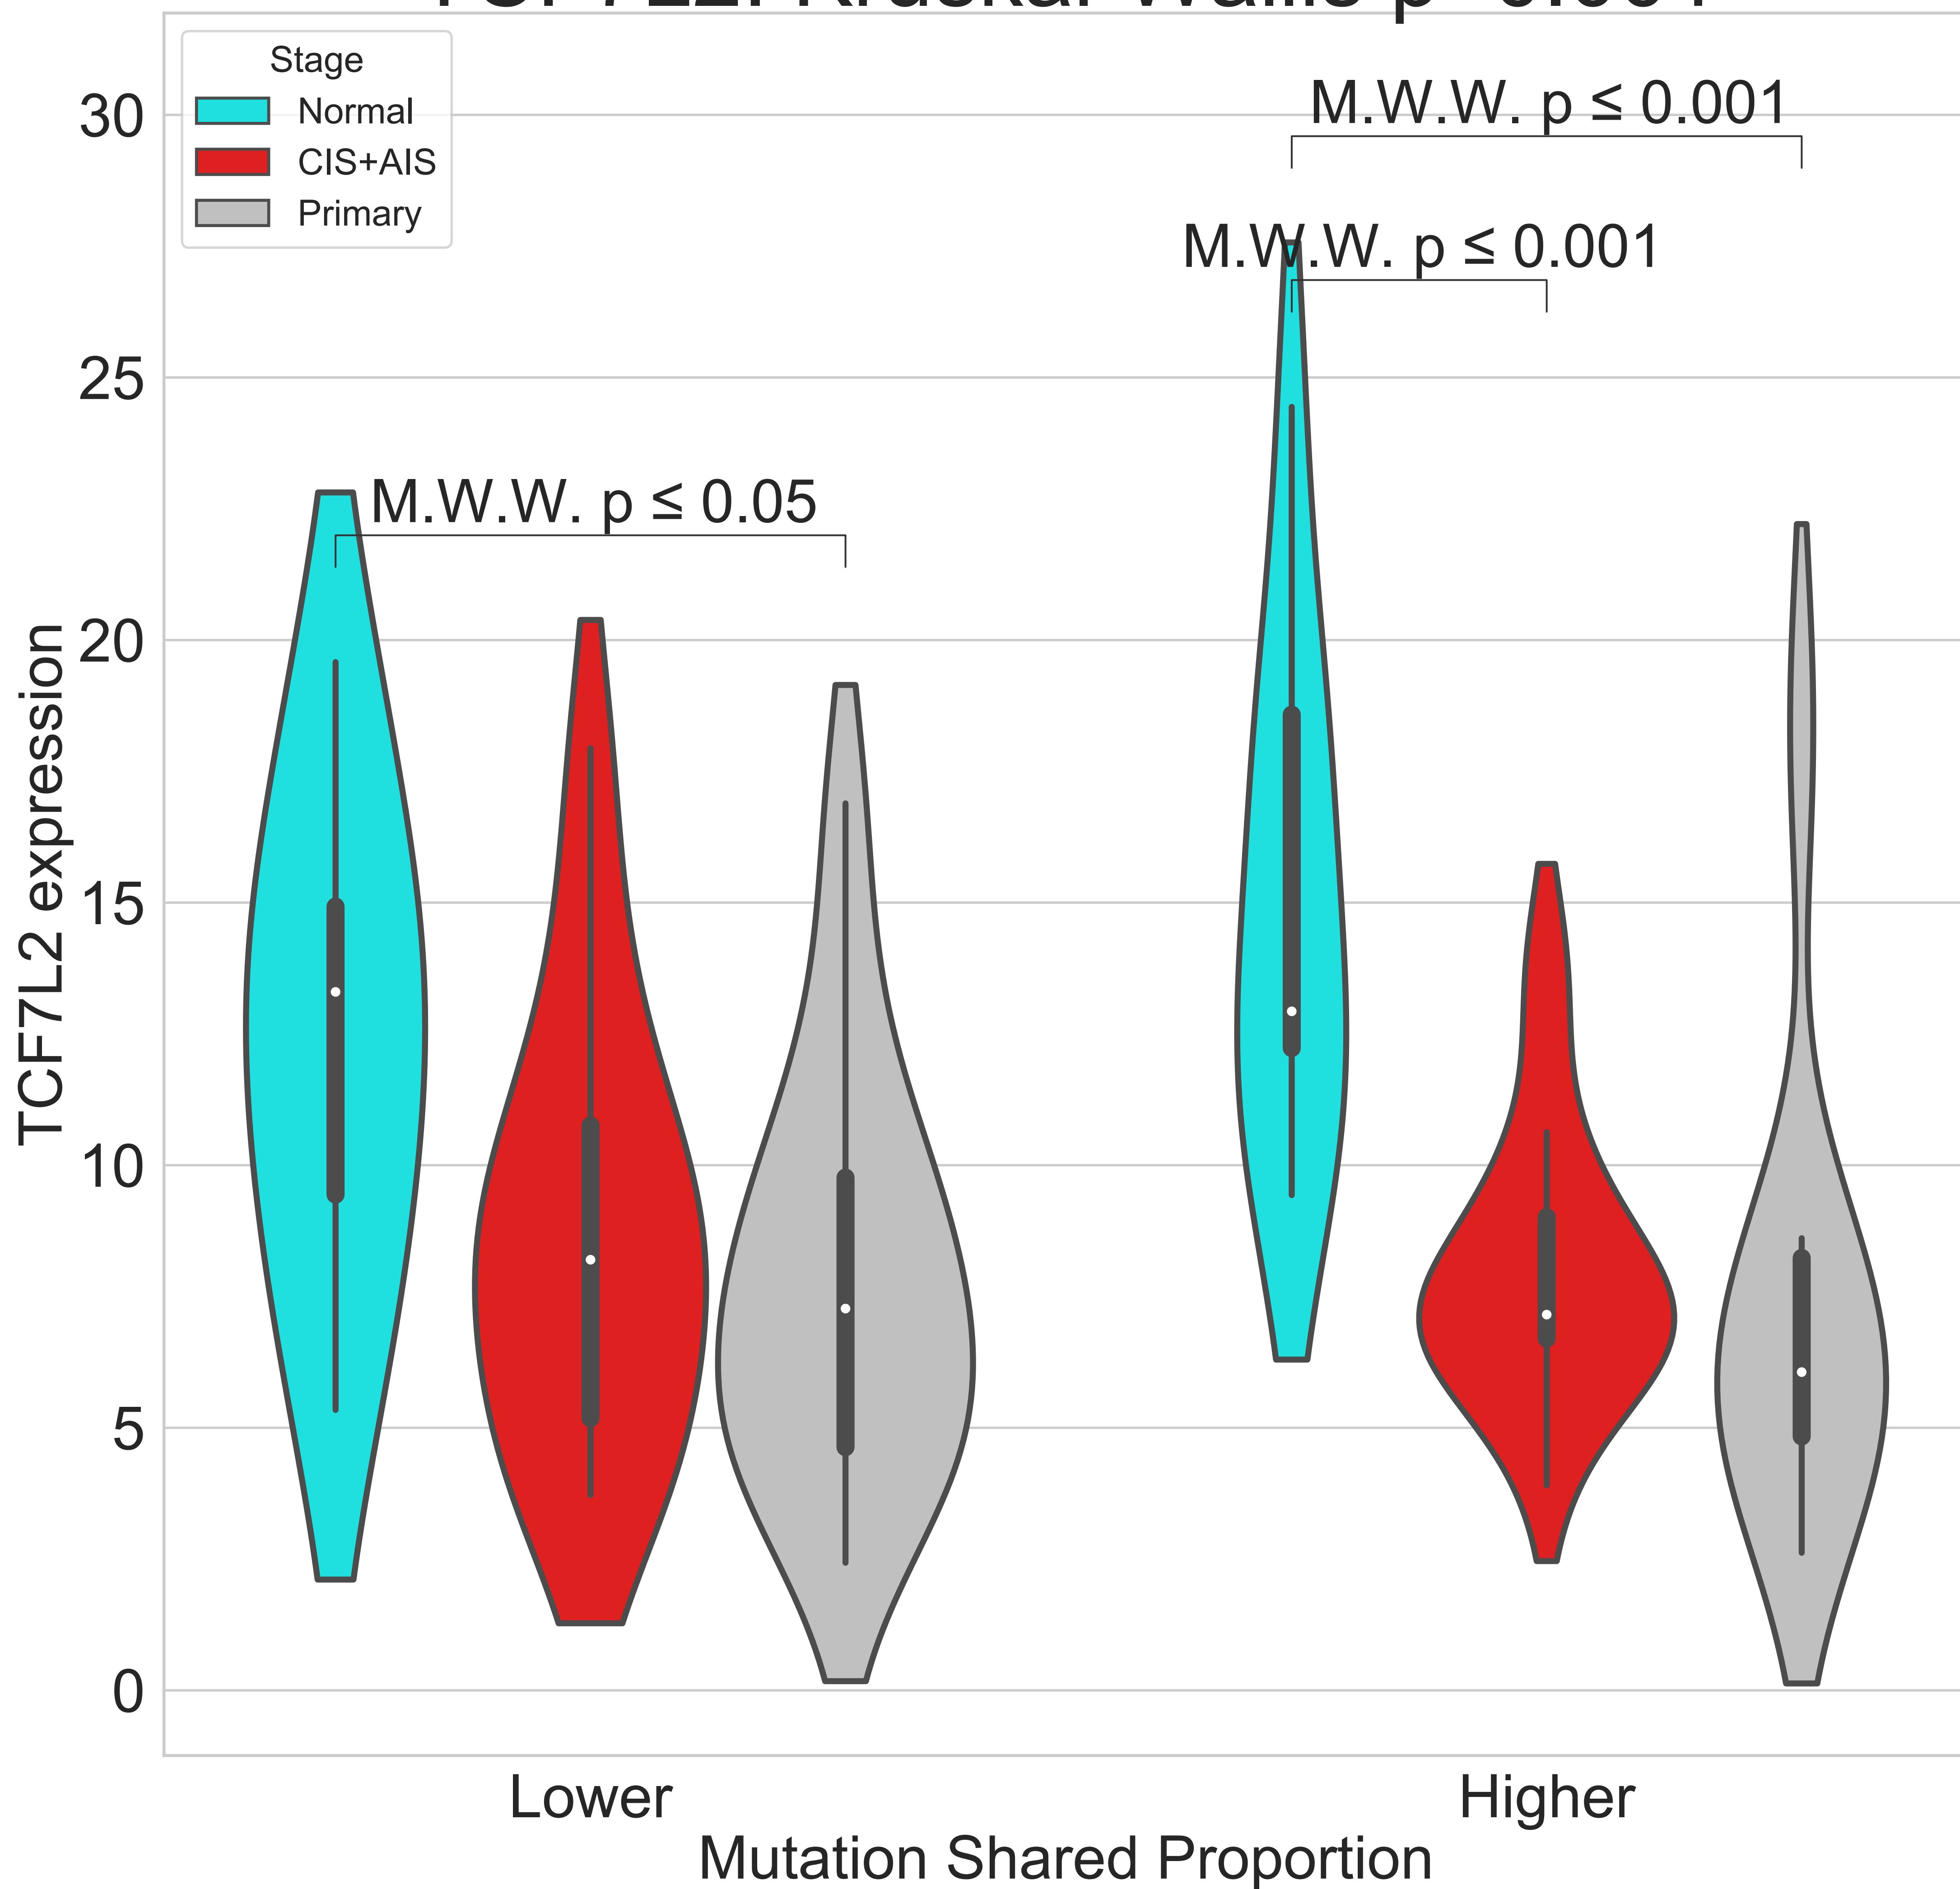 Stage
Normal
CIS+AIS
Primary
M.W.W. p ≤ 0.001
M.W.W. p ≤ 0.001
M.W.W. p ≤ 0.05
30
25
20
15
10
5
0
TCF7L2 expression
Lower
Higher
Mutation Shared Proportion